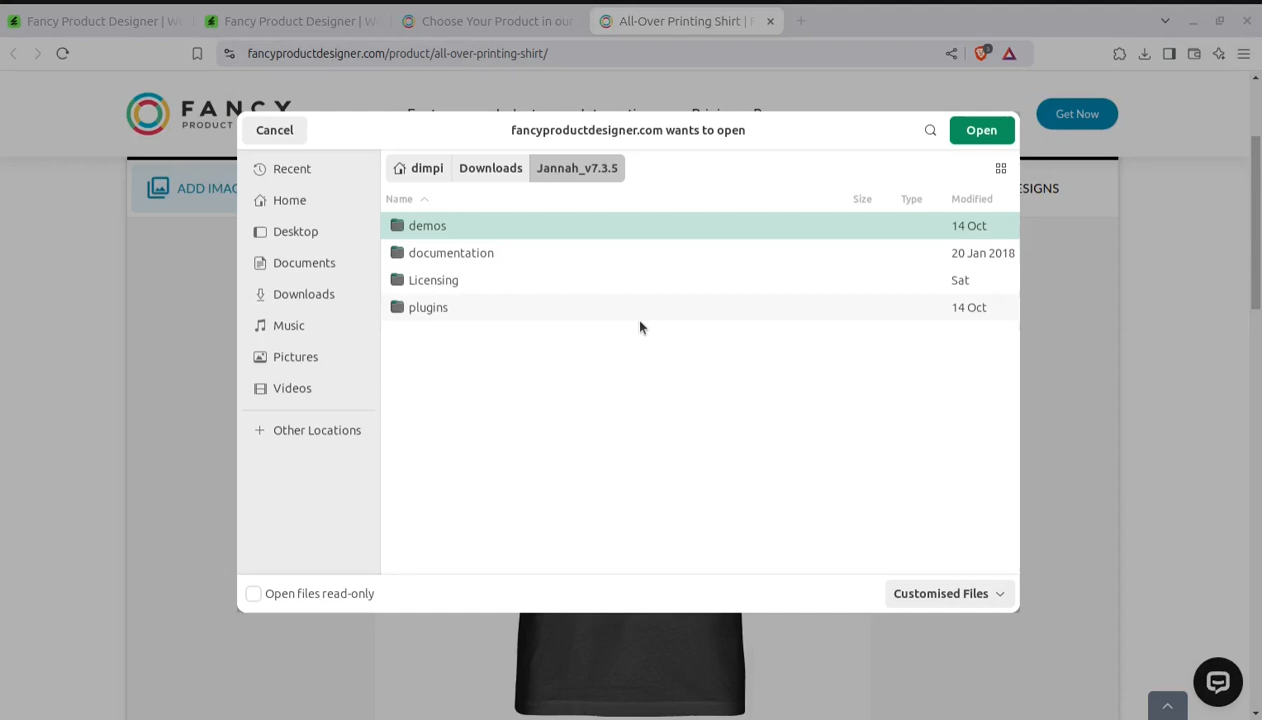 Fancy Product Designer | W
Fancy Product Designer | W
Choose Your Product in our
All-Over Printing Shirt | F
fancyproductdesigner.com/product/all-over-printing-shirt/
FANCY
PRODUCT
Get Now
ADD IMAG
ESIGNS
Cancel
fancyproductdesigner.com wants to open
Open
Recent
Home
Desktop
Documents
Downloads
Music
Pictures
Videos
Other Locations
dimpi
Downloads
Jannah_v7.3.5
Name Size Type Modified
demos 14 Oct
documentation 20 Jan 2018
Licensing Sat
plugins 14 Oct
Open files read-only
Customised Files